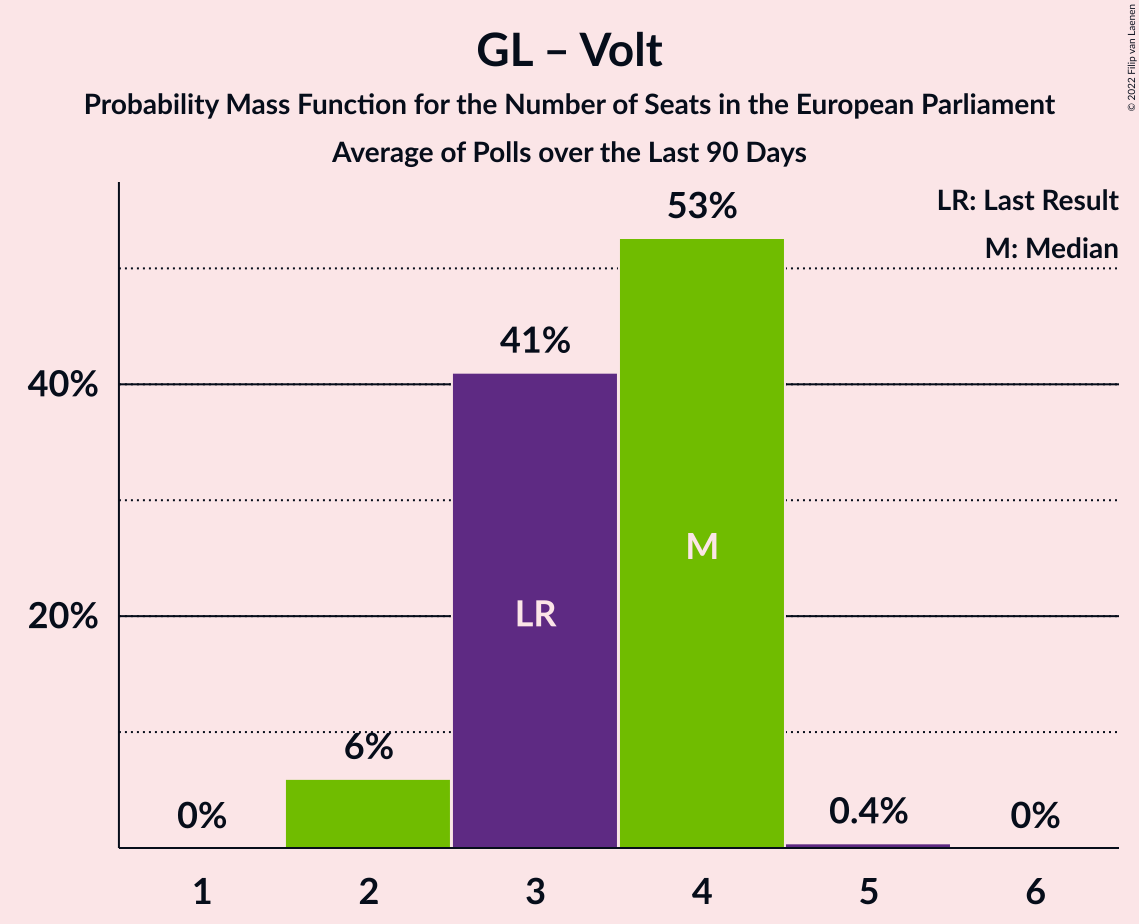 GL – Volt
Probability Mass Function for the Number of Seats in the European Parliament
Average of Polls over the Last 90 Days
© 2022 Filip van Laenen
LR: Last Result
M: Median
53%
41%
40%
M
LR
20%
6%
0%
0.4%
0%
1 2 3 4 5 6